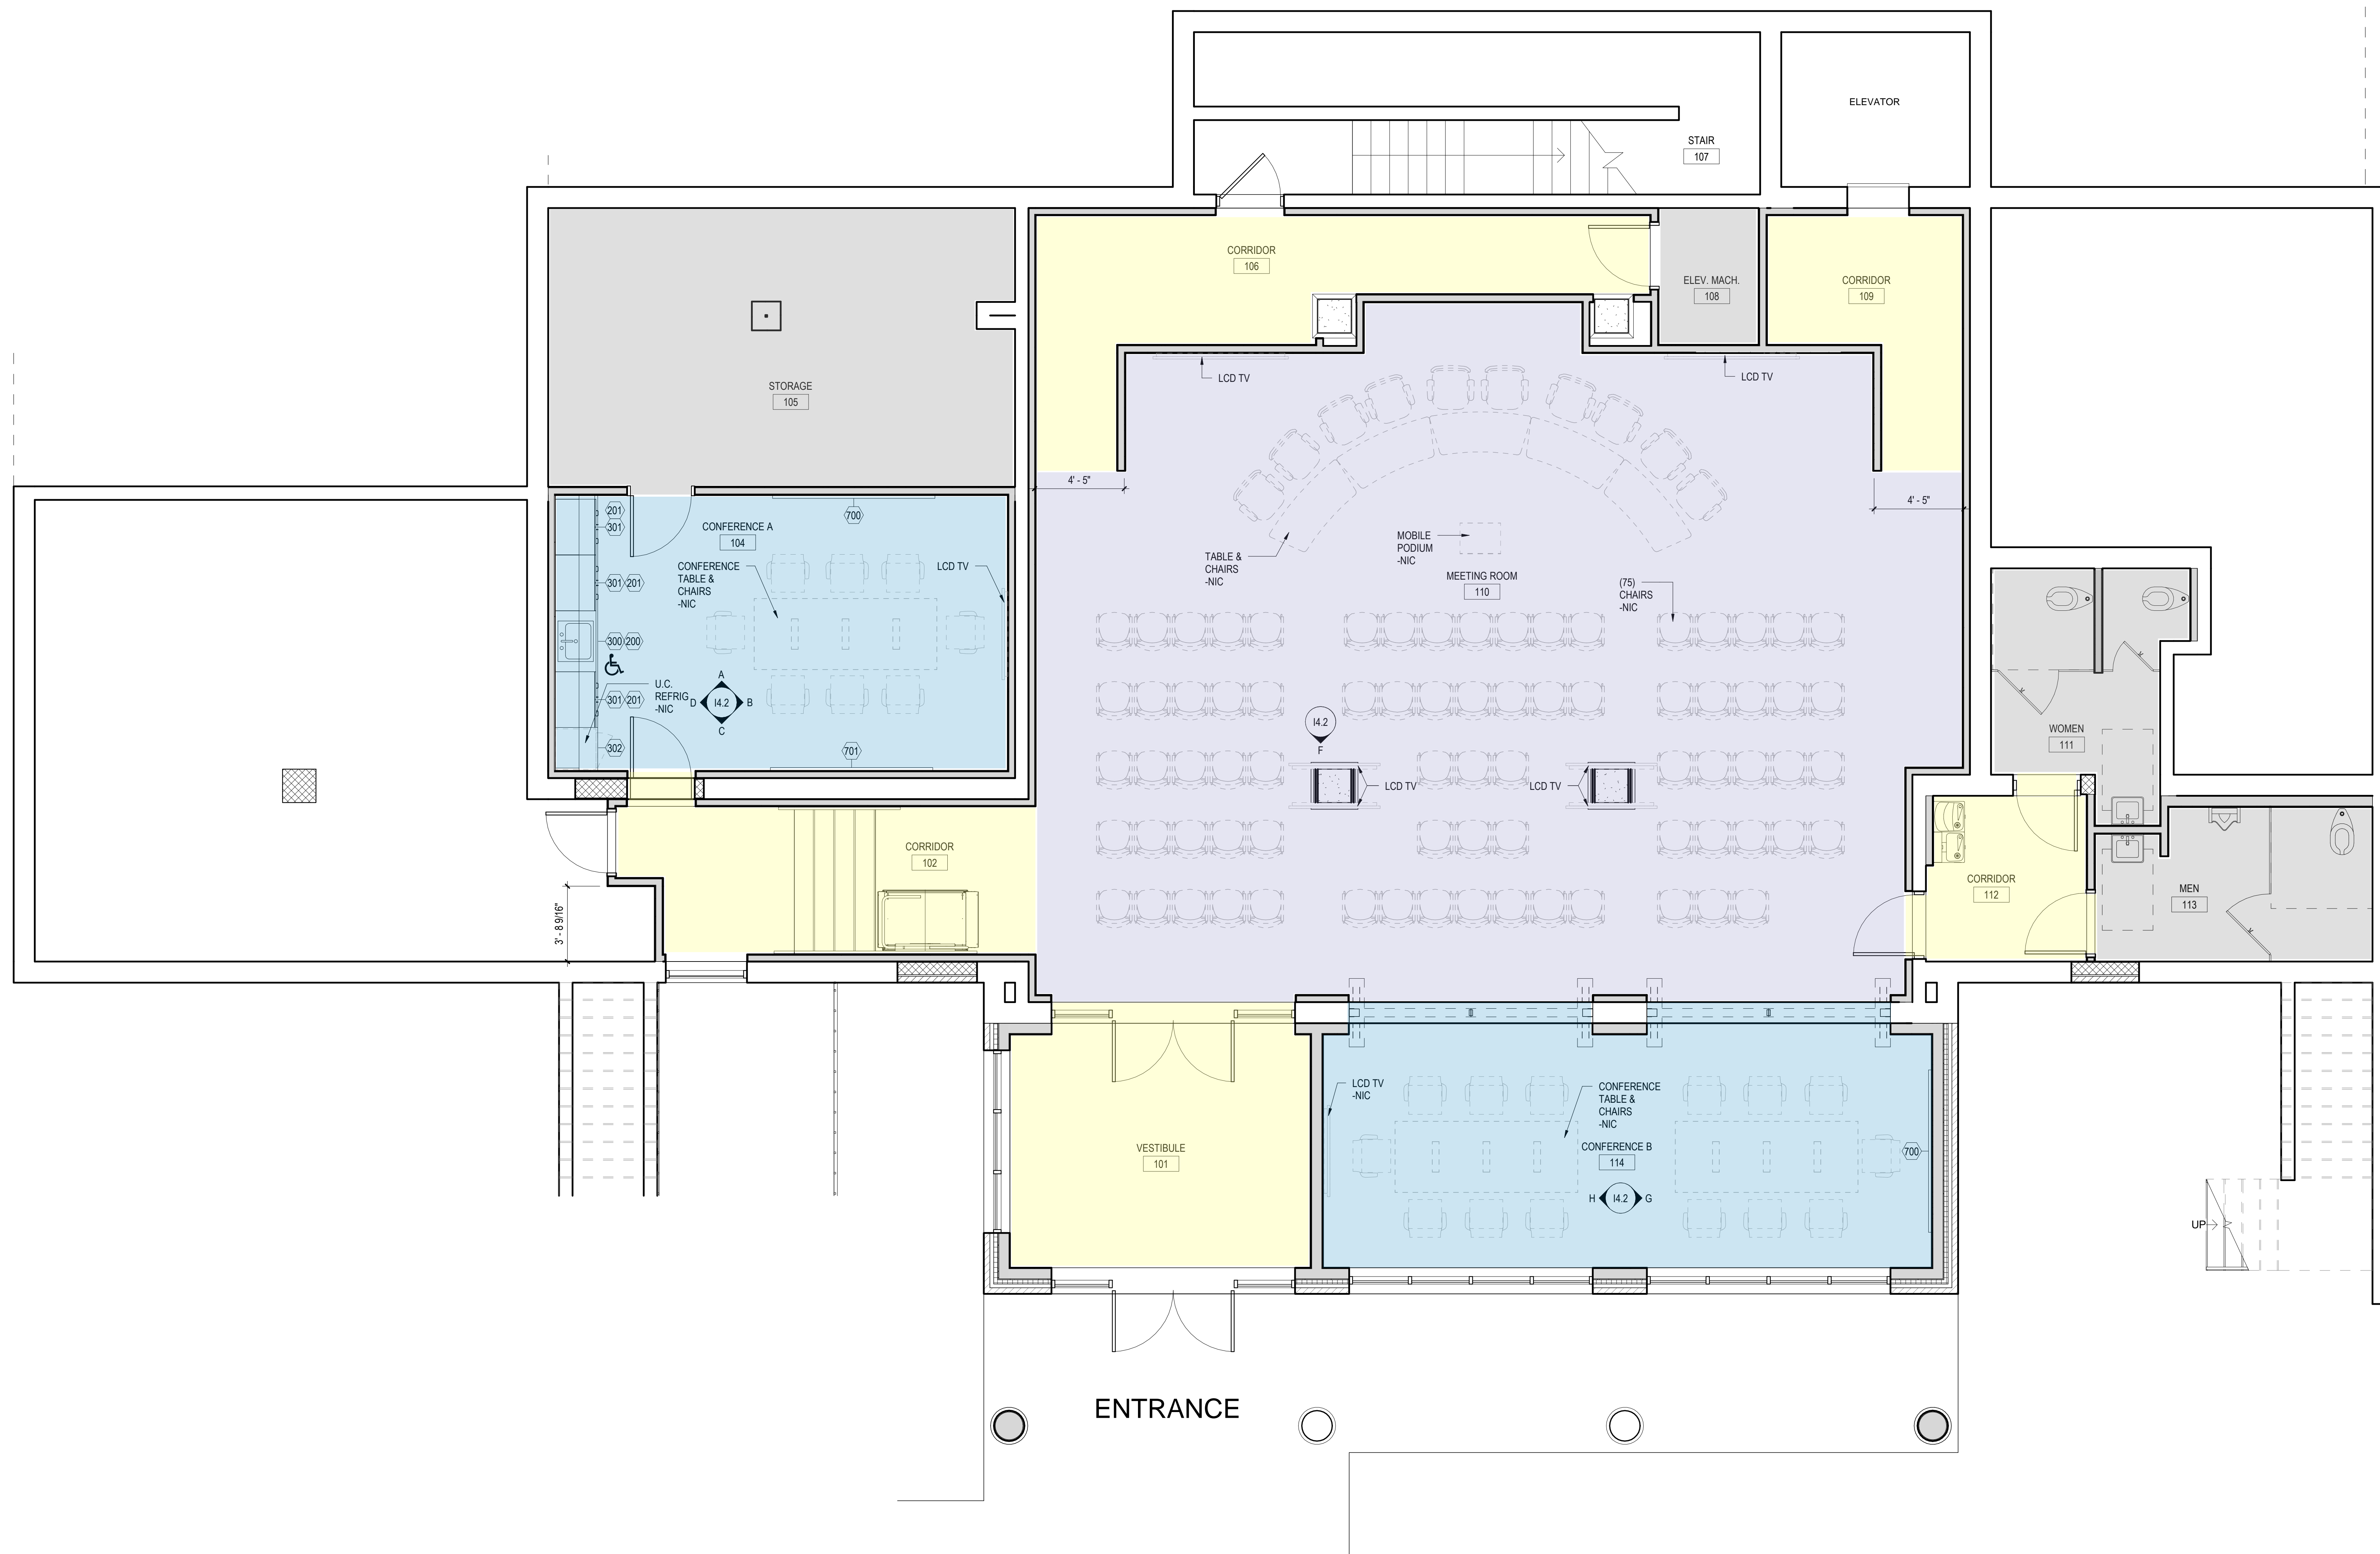 ELEVATOR
STAIR
107
CORRIDOR
106
ELEV. MACH.
108
CORRIDOR
109
STORAGE
105
LCD TV
LCD TV
4' - 5"
4' - 5"
201
301
700
CONFERENCE A
104
CONFERENCE
TABLE &
CHAIRS
-NIC
LCD TV
301
201
300
200
U.C.
REFRIG
-NIC
301
201
302
A
D
I4.2
B
C
701
TABLE &
CHAIRS
-NIC
MOBILE
PODIUM
-NIC
MEETING ROOM
110
(75)
CHAIRS
-NIC
I4.2
F
LCD TV
LCD TV
WOMEN
111
CORRIDOR
102
CORRIDOR
112
MEN
113
3' - 8 9/16"
LCD TV
-NIC
CONFERENCE
TABLE &
CHAIRS
-NIC
VESTIBULE
101
CONFERENCE B
114
700
H
I4.2
G
UP
ENTRANCE